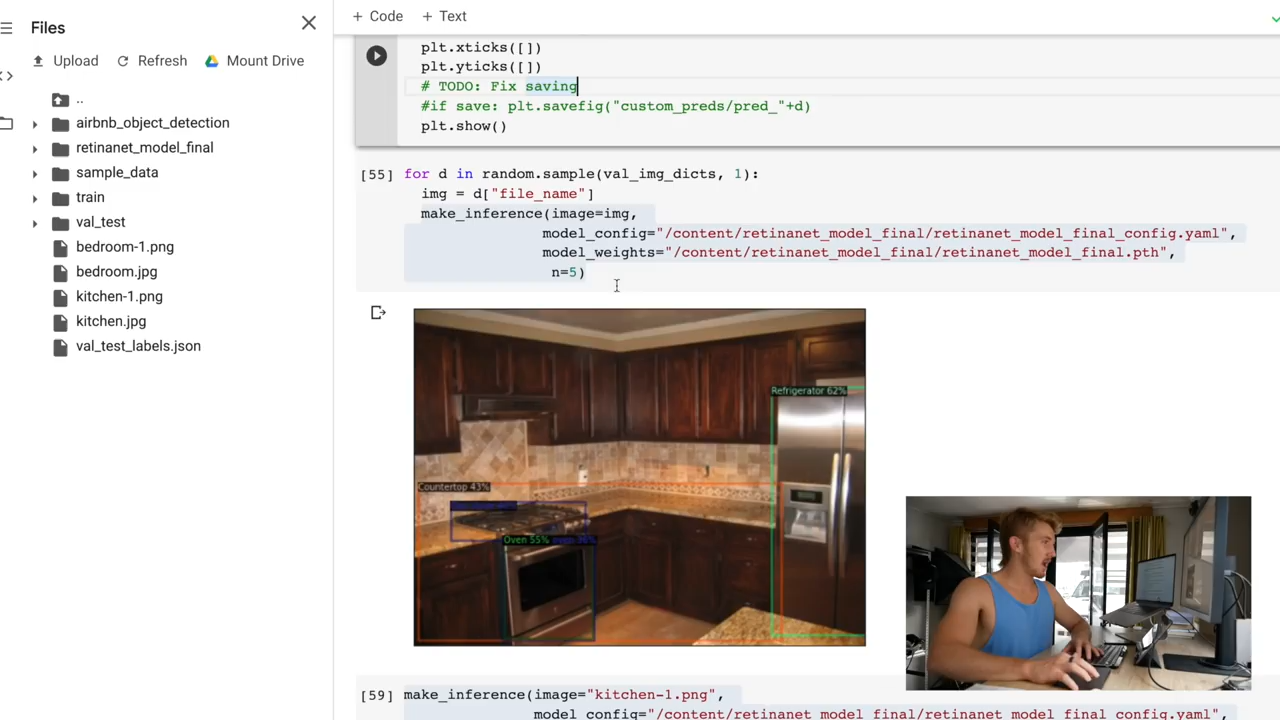 Files
Upload Refresh Mount Drive
..
airbnb_object_detection
retinanet_model_final
sample_data
train
val_test
bedroom-1.png
bedroom.jpg
kitchen-1.png
kitchen.jpg
val_test_labels.json
+ Code + Text
plt.xticks([])
plt.yticks([])
# TODO: Fix saving
#if save: plt.savefig("custom_preds/pred_"+d)
plt.show()
[55] for d in random.sample(val_img_dicts, 1):
img = d["file_name"]
make_inference(image=img,
model_config="/content/retinanet_model_final/retinanet_model_final_config.yaml",
model_weights="/content/retinanet_model_final/retinanet_model_final.pth",
n=5)
Refrigerator 62%
Countertop 43%
Oven 55%
[59] make_inference(image="kitchen-1.png",
model_config="/content/retinanet_model_final/retinanet_model_final_config.yaml",